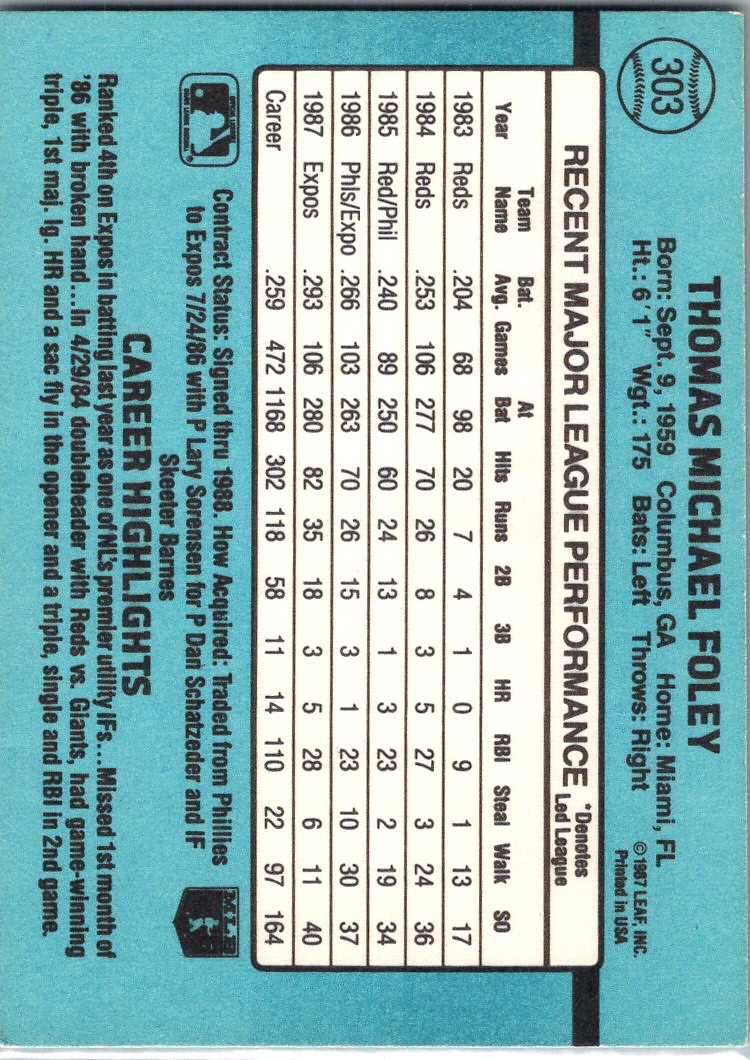 303
THOMAS MICHAEL FOLEY
Born: Sept. 9, 1959 Columbus, GA Home: Miami, FL
Ht.: 6'1" Wgt.: 175 Bats: Left Throws: Right
©1987 LEAF, INC.
Printed in USA
RECENT MAJOR LEAGUE PERFORMANCE *Denotes Led League
Year Team Name Bat. Avg. Games At Bat Hits Runs 2B 3B HR RBI Steal Walk SO
1983 Reds .204 68 98 20 7 4 1 0 9 1 13 17
1984 Reds .253 106 277 70 26 8 3 5 27 3 24 36
1985 Red/Phil .240 89 250 60 24 13 1 3 23 2 19 34
1986 Phls/Expo .266 103 263 70 26 15 3 1 23 10 30 37
1987 Expos .293 106 280 82 35 18 3 5 28 6 11 40
Career .259 472 1168 302 118 58 11 14 110 22 97 164
Contract Status: Signed thru 1988. How Acquired: Traded from Phillies
to Expos 7/24/86 with P Lary Sorensen for P Dan Schatzeder and IF
Skeeter Barnes
MLB
CAREER HIGHLIGHTS
Ranked 4th on Expos in batting last year as one of NL's premier utility IFs...Missed 1st month of
'86 with broken hand...In 4/29/84 doubleheader with Reds vs. Giants, had game-winning
triple, 1st maj. lg. HR and a sac fly in the opener and a triple, single and RBI in 2nd game.